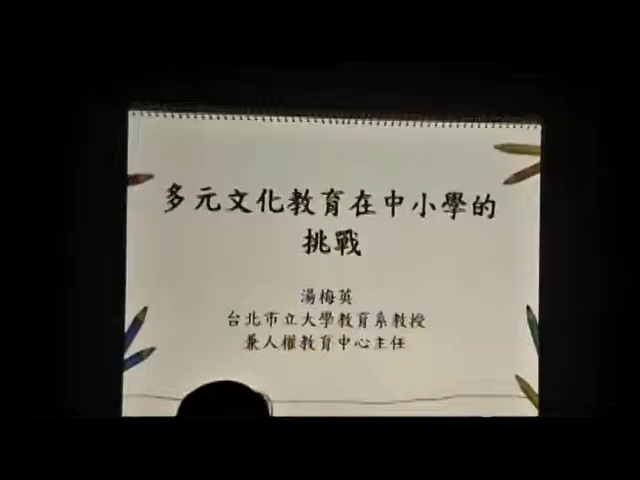 多元文化教育在中小學的
挑戰
湯梅英
台北市立大學教育系教授
兼人權教育中心主任